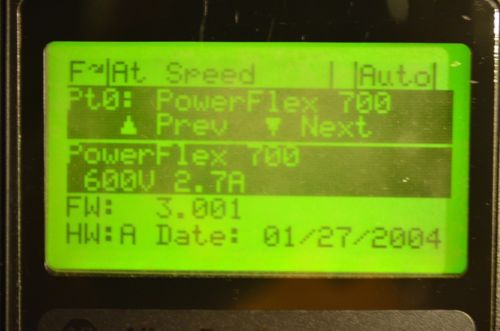 F At Speed | |Auto|
Pt0: PowerFlex 700
▲ Prev ▼ Next
PowerFlex 700
600V 2.7A
FW: 3.001
HW:A Date: 01/27/2004